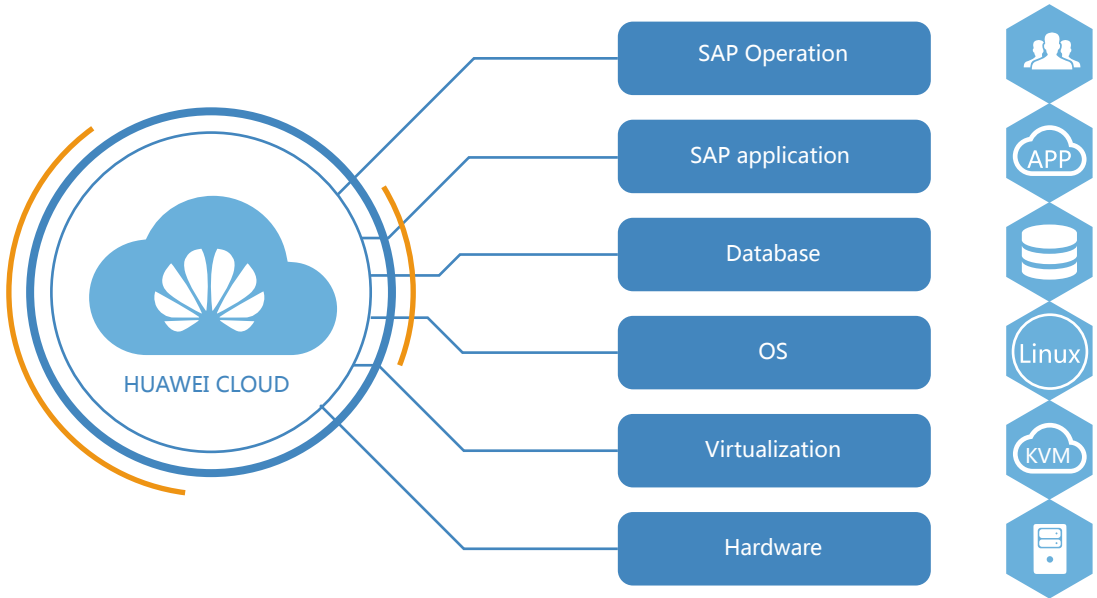 SAP Operation
SAP application
APP
Database
HUAWEI CLOUD
OS
Linux
Virtualization
KVM
Hardware